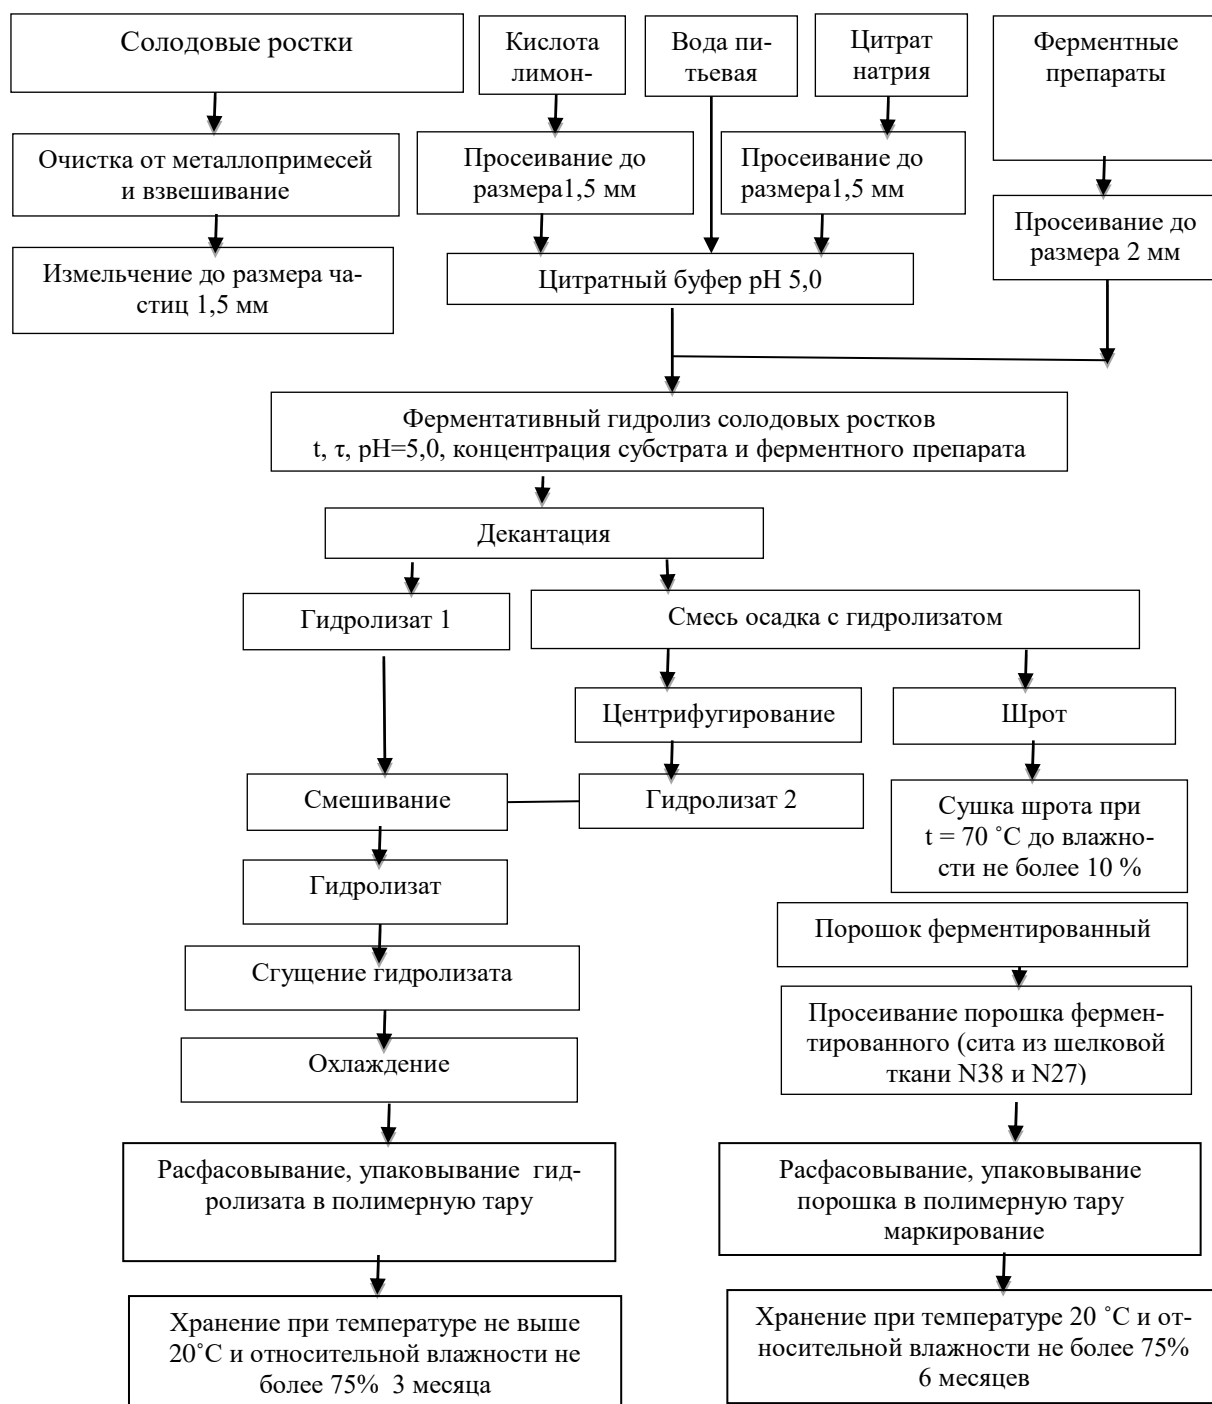 Солодовые ростки
Кислота
лимон-
Вода пи-
тьевая
Цитрат
натрия
Ферментные
препараты
Очистка от металлопримесей
и взвешивание
Просеивание до
размера1,5 мм
Просеивание до
размера1,5 мм
Просеивание до
размера 2 мм
Измельчение до размера ча-
стиц 1,5 мм
Цитратный буфер pH 5,0
Ферментативный гидролиз солодовых ростков
t, τ, pH=5,0, концентрация субстрата и ферментного препарата
Декантация
Гидролизат 1
Смесь осадка с гидролизатом
Центрифугирование
Шрот
Смешивание
Гидролизат 2
Сушка шрота при
t = 70 ˚C до влажно-
сти не более 10 %
Гидролизат
Порошок ферментированный
Сгущение гидролизата
Просеивание порошка фермен-
тированного (сита из шелковой
ткани N38 и N27)
Охлаждение
Расфасовывание, упаковывание гид-
ролизата в полимерную тару
Расфасовывание, упаковывание
порошка в полимерную тару
маркирование
Хранение при температуре не выше
20˚C и относительной влажности не
более 75% 3 месяца
Хранение при температуре 20 ˚C и от-
носительной влажности не более 75%
6 месяцев